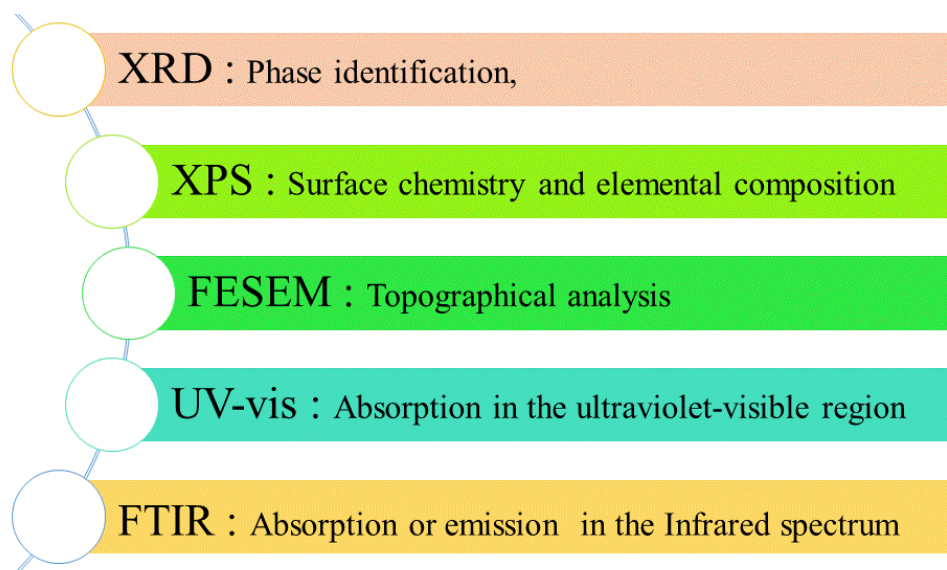 XRD : Phase identification,
XPS : Surface chemistry and elemental composition
FESEM : Topographical analysis
UV-vis : Absorption in the ultraviolet-visible region
FTIR : Absorption or emission  in the Infrared spectrum